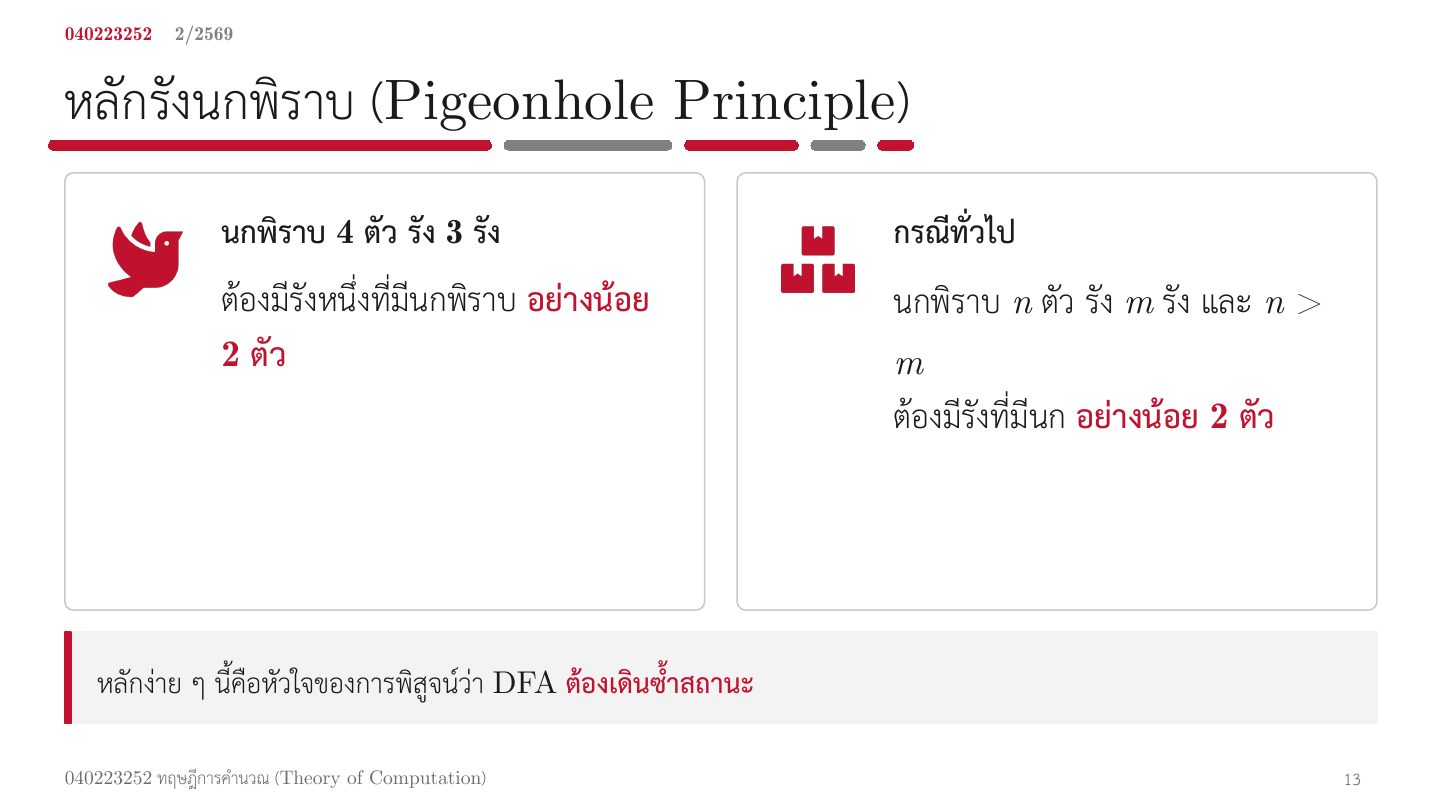 040223252 2/2569
หลักรังนกพิราบ (Pigeonhole Principle)
นกพิราบ 4 ตัว รัง 3 รัง
ต้องมีรังหนึ่งที่มีนกพิราบ อย่างน้อย
2 ตัว
กรณีทั่วไป
นกพิราบ n ตัว รัง m รัง และ n >
m
ต้องมีรังที่มีนก อย่างน้อย 2 ตัว
หลักง่าย ๆ นี้คือหัวใจของการพิสูจน์ว่า DFA ต้องเดินซ้ำสถานะ
040223252 ทฤษฎีการคำนวณ (Theory of Computation)
13